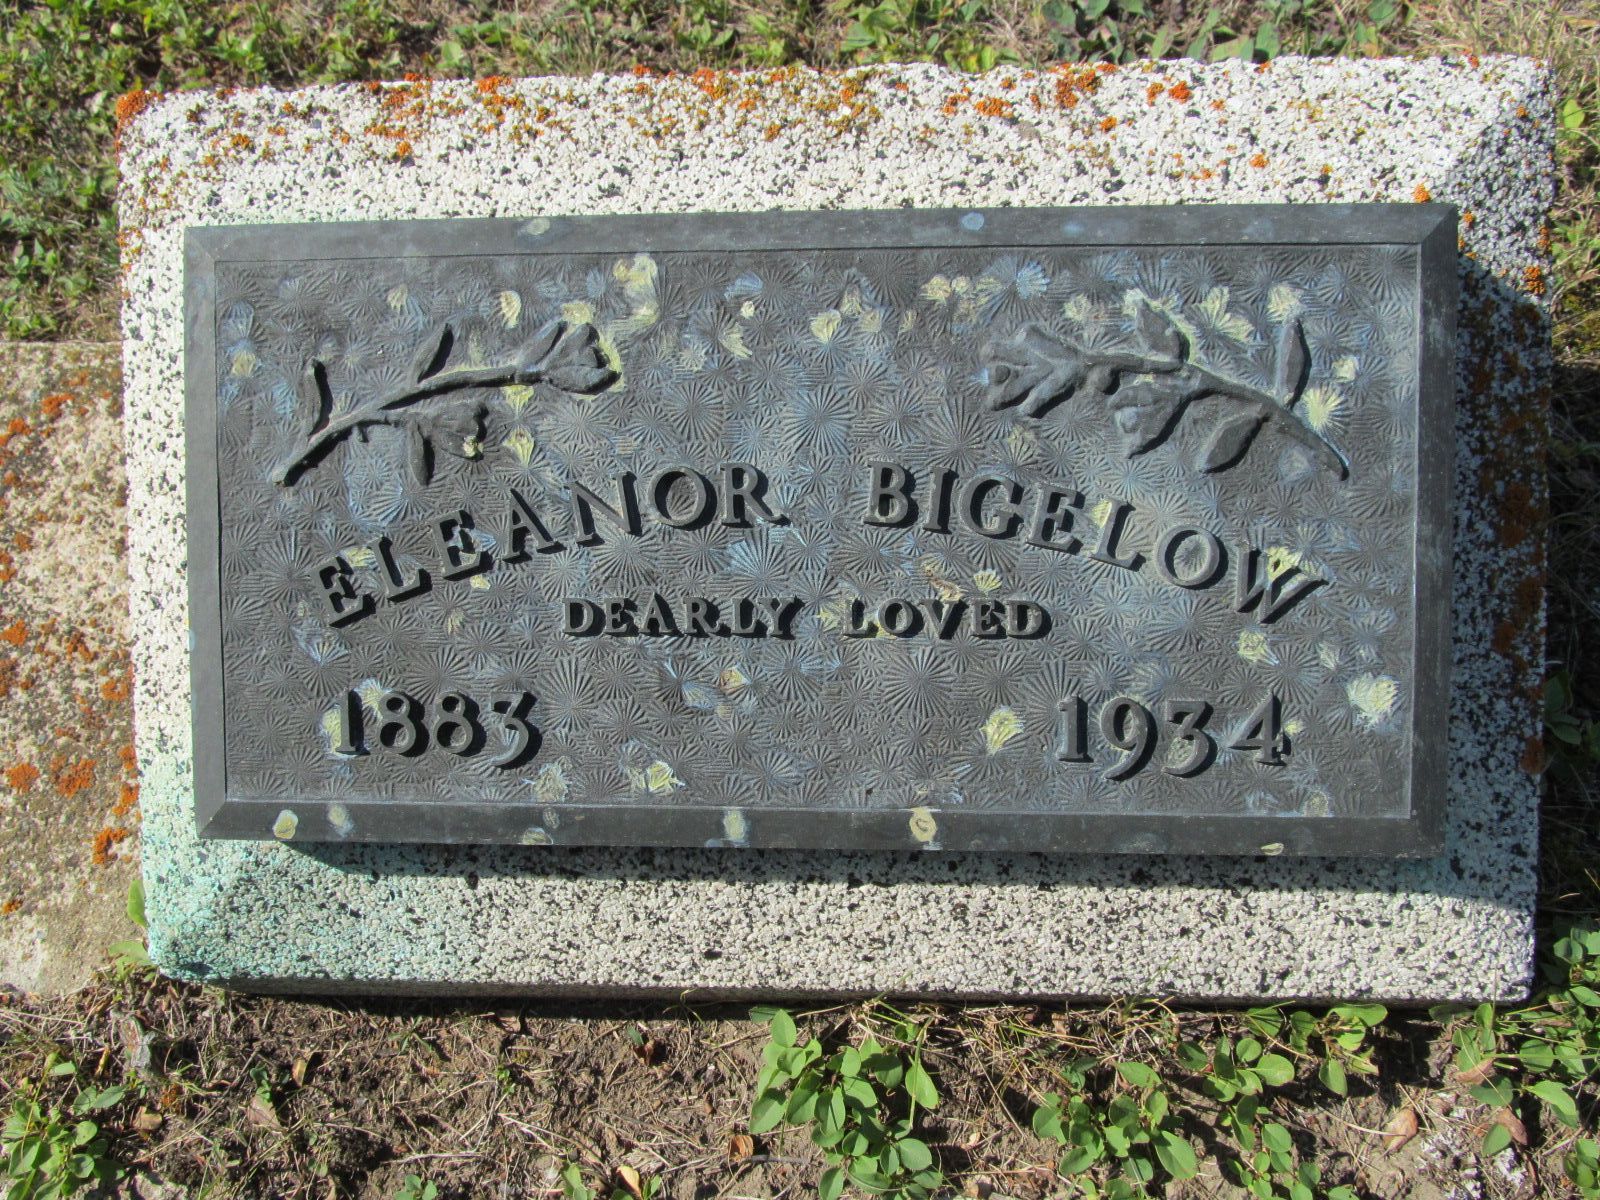 ELEANOR BIGELOW
DEARLY LOVED
1883 1934